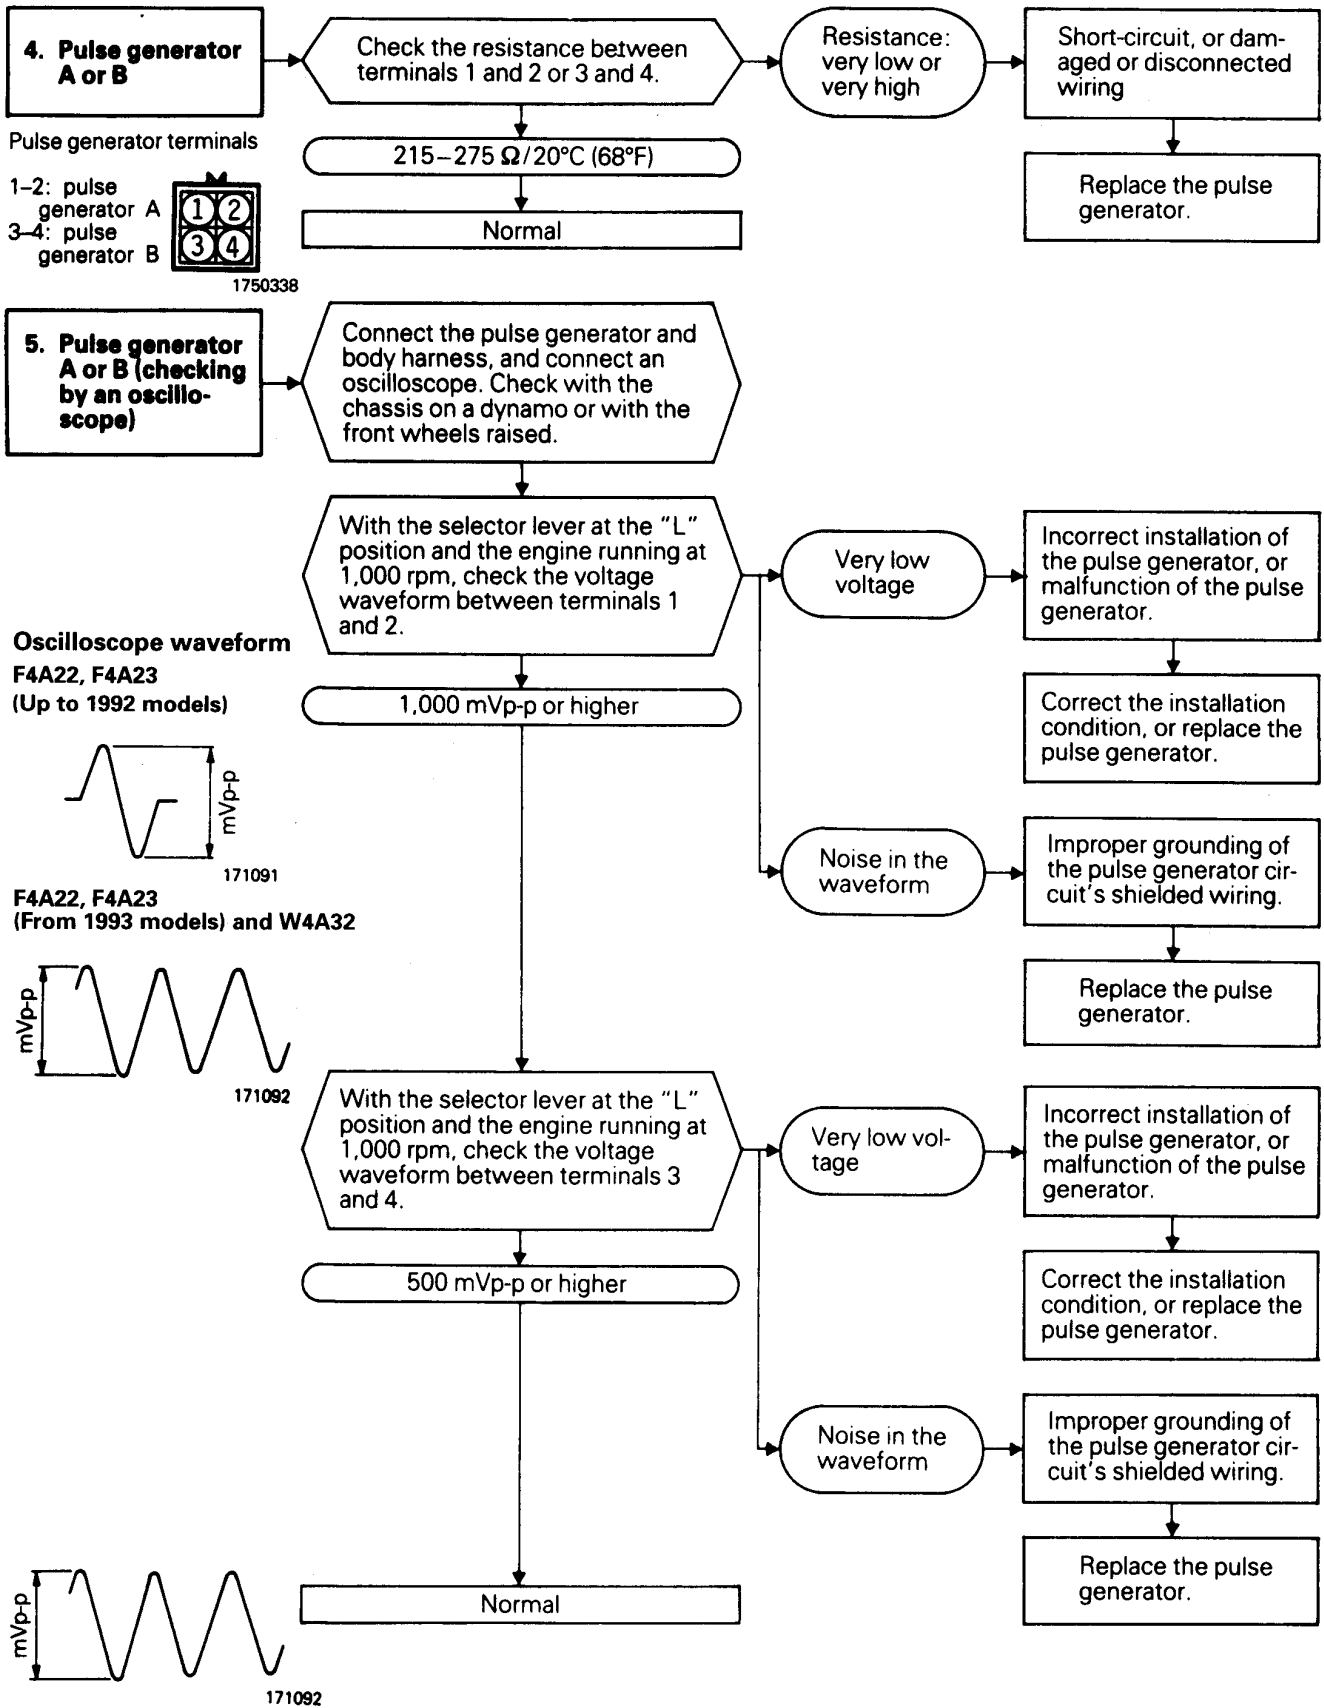 4. Pulse generator
A or B
Check the resistance between
terminals 1 and 2 or 3 and 4.
Resistance:
very low or
very high
Short-circuit, or dam-
aged or disconnected
wiring
Replace the pulse
generator.
215–275 Ω/20°C (68°F)
Normal
Pulse generator terminals
1–2: pulse
generator A
3–4: pulse
generator B
1 2
3 4
1750338
5. Pulse generator
A or B (checking
by an oscillo-
scope)
Connect the pulse generator and
body harness, and connect an
oscilloscope. Check with the
chassis on a dynamo or with the
front wheels raised.
With the selector lever at the “L”
position and the engine running at
1,000 rpm, check the voltage
waveform between terminals 1
and 2.
Very low
voltage
Incorrect installation of
the pulse generator, or
malfunction of the pulse
generator.
Correct the installation
condition, or replace the
pulse generator.
1,000 mVp-p or higher
Noise in the
waveform
Improper grounding of
the pulse generator cir-
cuit's shielded wiring.
Replace the pulse
generator.
Oscilloscope waveform
F4A22, F4A23
(Up to 1992 models)
mVp-p
171091
F4A22, F4A23
(From 1993 models) and W4A32
mVp-p
171092
With the selector lever at the “L”
position and the engine running at
1,000 rpm, check the voltage
waveform between terminals 3
and 4.
Very low vol-
tage
Incorrect installation of
the pulse generator, or
malfunction of the pulse
generator.
Correct the installation
condition, or replace the
pulse generator.
500 mVp-p or higher
Noise in the
waveform
Improper grounding of
the pulse generator cir-
cuit's shielded wiring.
Replace the pulse
generator.
Normal
mVp-p
171092